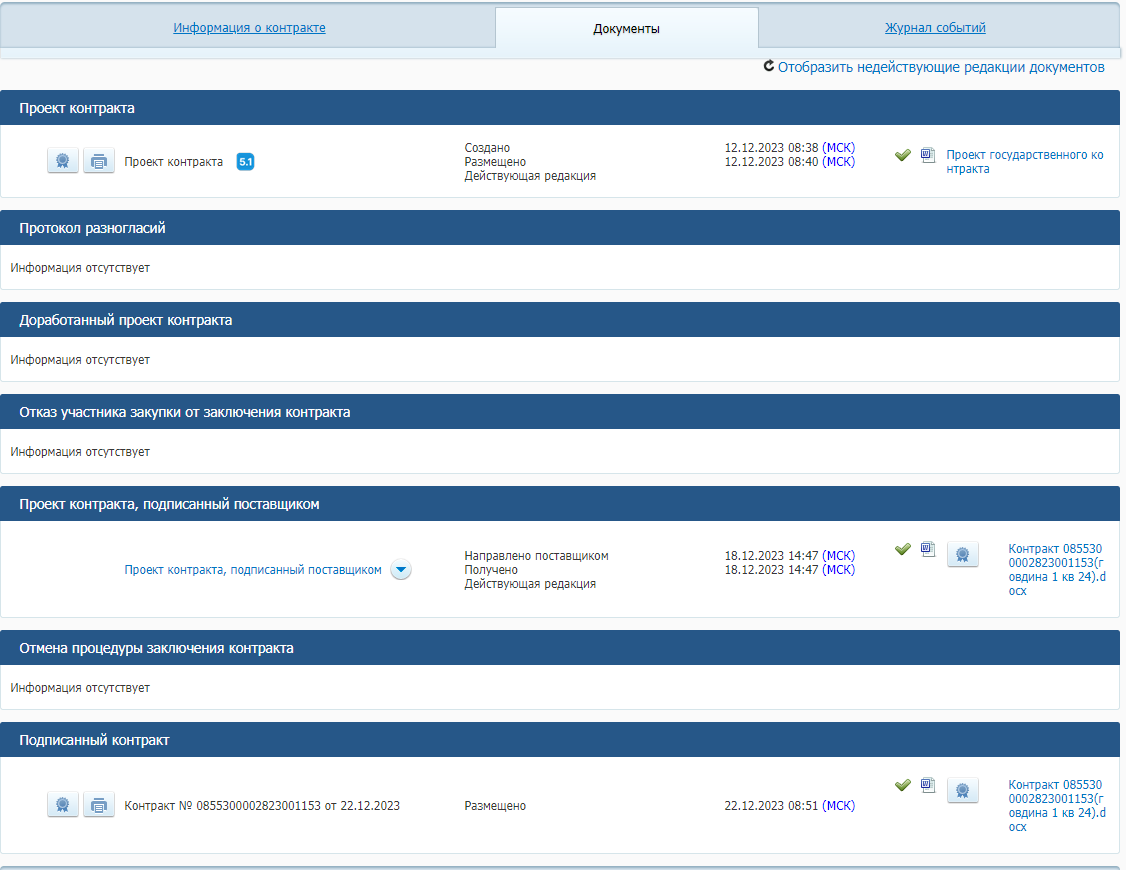 Информация о контракте
Документы
Журнал событий
Отобразить недействующие редакции документов
Проект контракта
Проект контракта 5.1
Создано 12.12.2023 08:38 (МСК)
Размещено 12.12.2023 08:40 (МСК)
Действующая редакция
Проект государственного ко
нтракта
Протокол разногласий
Информация отсутствует
Доработанный проект контракта
Информация отсутствует
Отказ участника закупки от заключения контракта
Информация отсутствует
Проект контракта, подписанный поставщиком
Проект контракта, подписанный поставщиком
Направлено поставщиком 18.12.2023 14:47 (МСК)
Получено 18.12.2023 14:47 (МСК)
Действующая редакция
Контракт 085530
0002823001153(г
овдина 1 кв 24).d
ocx
Отмена процедуры заключения контракта
Информация отсутствует
Подписанный контракт
Контракт № 0855300002823001153 от 22.12.2023
Размещено 22.12.2023 08:51 (МСК)
Контракт 085530
0002823001153(г
овдина 1 кв 24).d
ocx